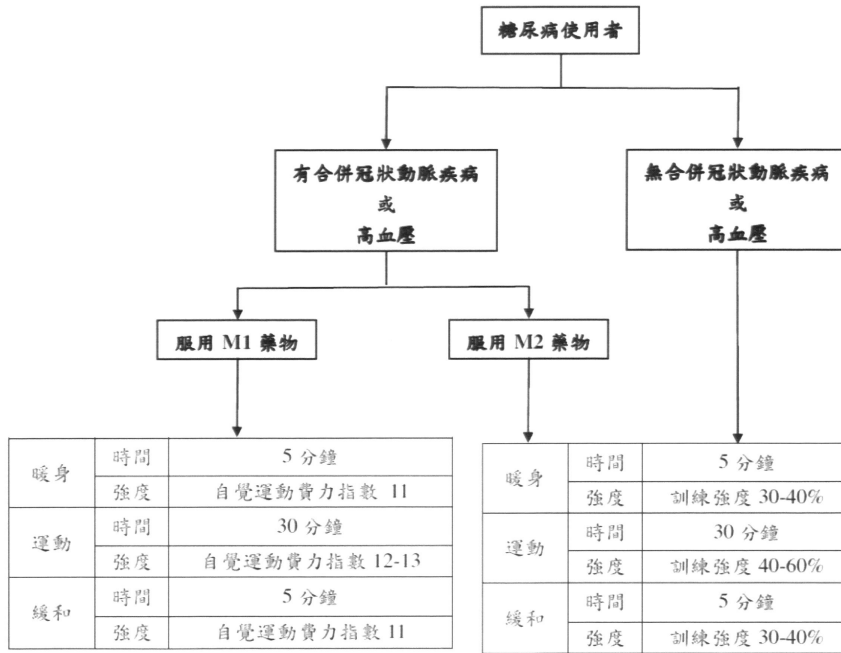 糖尿病使用者
有合併冠狀動脈疾病
或
高血壓
無合併冠狀動脈疾病
或
高血壓
服用 M1 藥物
服用 M2 藥物
暖身 時間 5 分鐘
強度 自覺運動費力指數 11
運動 時間 30 分鐘
強度 自覺運動費力指數 12-13
緩和 時間 5 分鐘
強度 自覺運動費力指數 11
暖身 時間 5 分鐘
強度 訓練強度 30-40%
運動 時間 30 分鐘
強度 訓練強度 40-60%
緩和 時間 5 分鐘
強度 訓練強度 30-40%